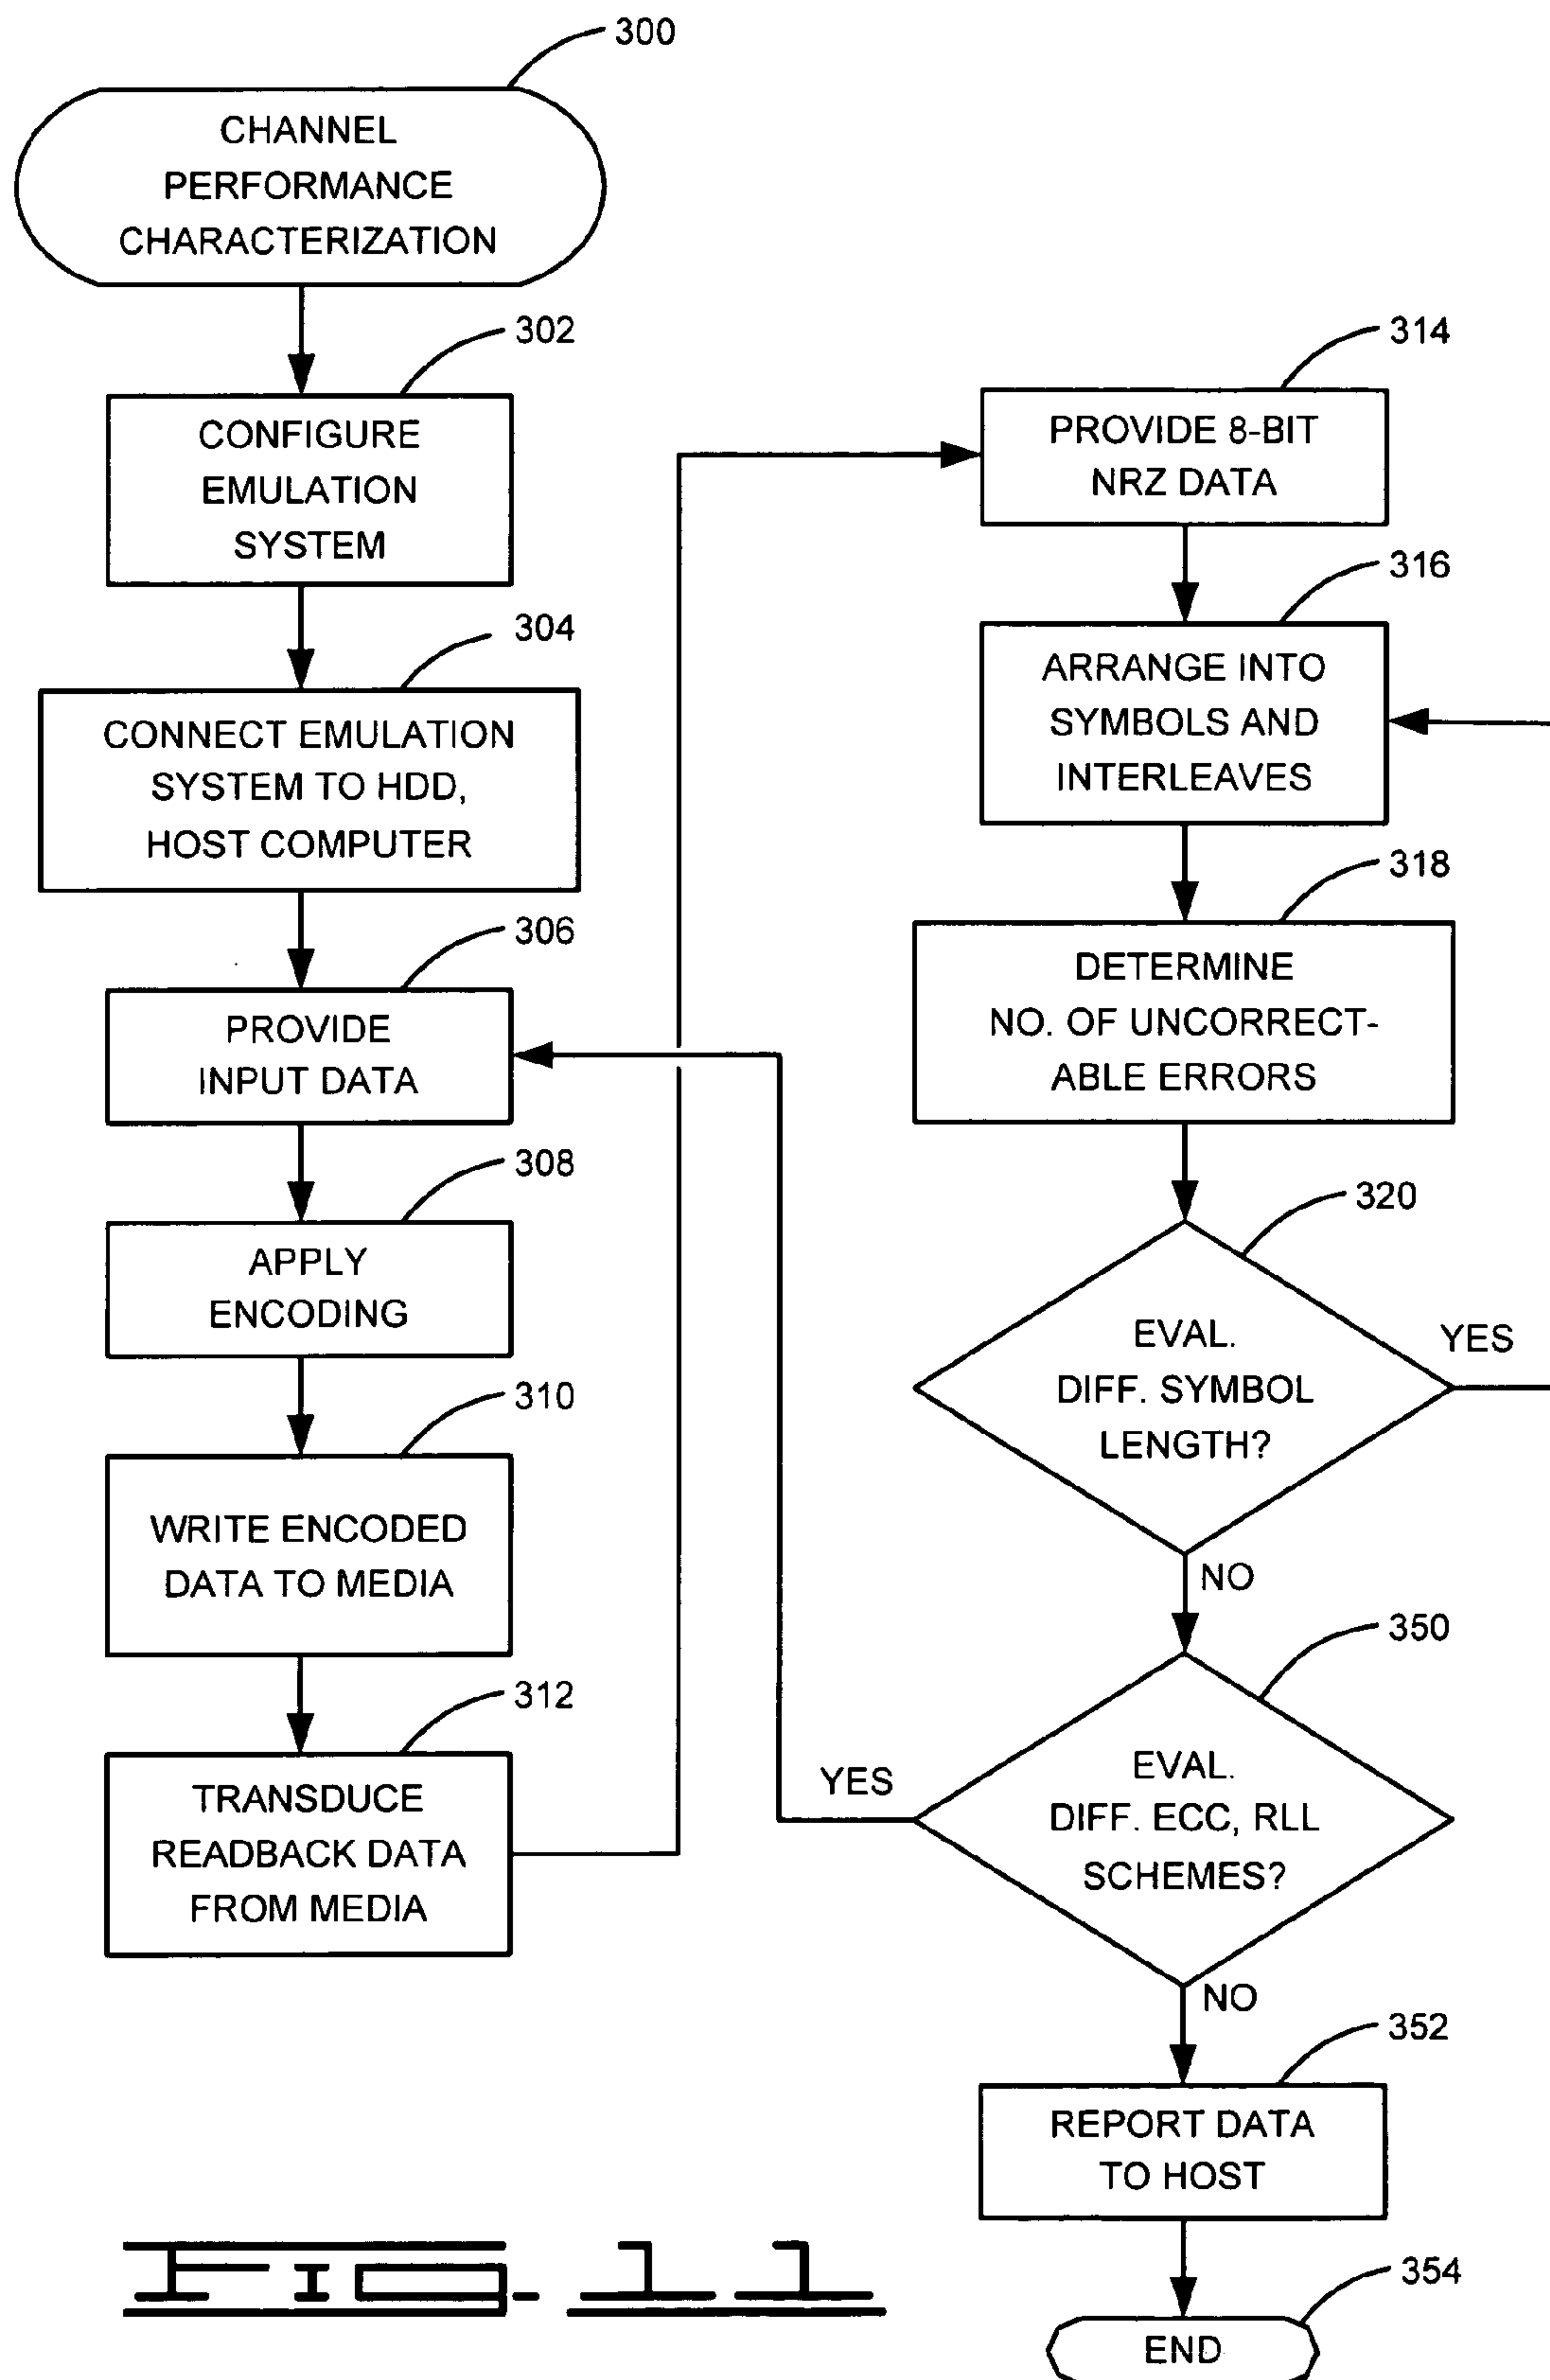 300
CHANNEL
PERFORMANCE
CHARACTERIZATION
302
CONFIGURE
EMULATION
SYSTEM
304
CONNECT EMULATION
SYSTEM TO HDD,
HOST COMPUTER
306
PROVIDE
INPUT DATA
308
APPLY
ENCODING
310
WRITE ENCODED
DATA TO MEDIA
312
TRANSDUCE
READBACK DATA
FROM MEDIA
314
PROVIDE 8-BIT
NRZ DATA
316
ARRANGE INTO
SYMBOLS AND
INTERLEAVES
318
DETERMINE
NO. OF UNCORRECT-
ABLE ERRORS
320
EVAL.
DIFF. SYMBOL
LENGTH?
YES
NO
350
EVAL.
DIFF. ECC, RLL
SCHEMES?
YES
NO
352
REPORT DATA
TO HOST
354
END
FIG. 11